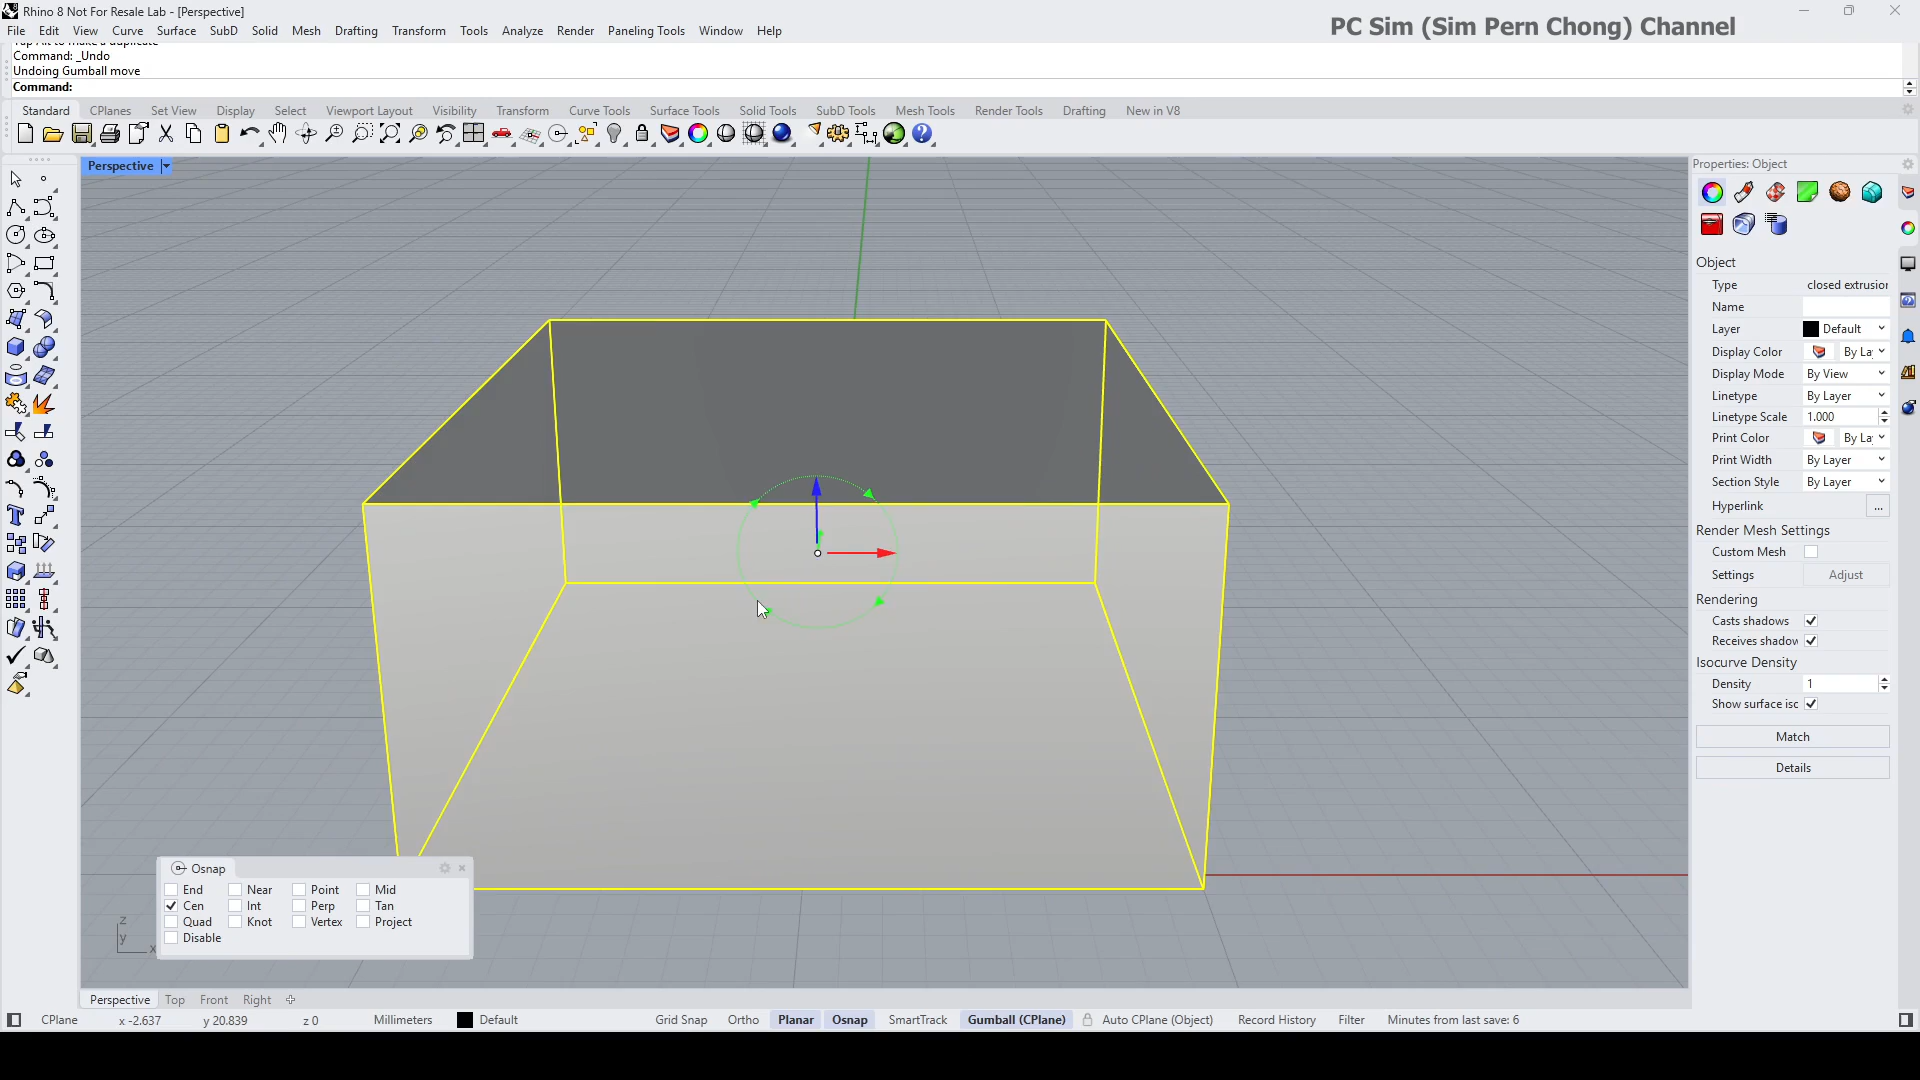 Rhino 8 Not For Resale Lab - [Perspective]
PC Sim (Sim Pern Chong) Channel
File Edit View Curve Surface SubD Solid Mesh Drafting Transform Tools Analyze Render Paneling Tools Window Help
Tap Alt to make a duplicate
Command: _Undo
Undoing Gumball move
Command:
Standard CPlanes Set View Display Select Viewport Layout Visibility Transform Curve Tools Surface Tools Solid Tools SubD Tools Mesh Tools Render Tools Drafting New in V8
Perspective
Properties: Object
Object
Type closed extrusion
Name
Layer Default
Display Color By La
Display Mode By View
Linetype By Layer
Linetype Scale 1.000
Print Color By La
Print Width By Layer
Section Style By Layer
Hyperlink ...
Render Mesh Settings
Custom Mesh
Settings Adjust
Rendering
Casts shadows
Receives shadow
Isocurve Density
Density 1
Show surface iso
Match
Details
Osnap
End Near Point Mid
Cen Int Perp Tan
Quad Knot Vertex Project
Disable
z
y
x
Perspective Top Front Right
CPlane x -2.637 y 20.839 z 0 Millimeters Default Grid Snap Ortho Planar Osnap SmartTrack Gumball (CPlane) Auto CPlane (Object) Record History Filter Minutes from last save: 6